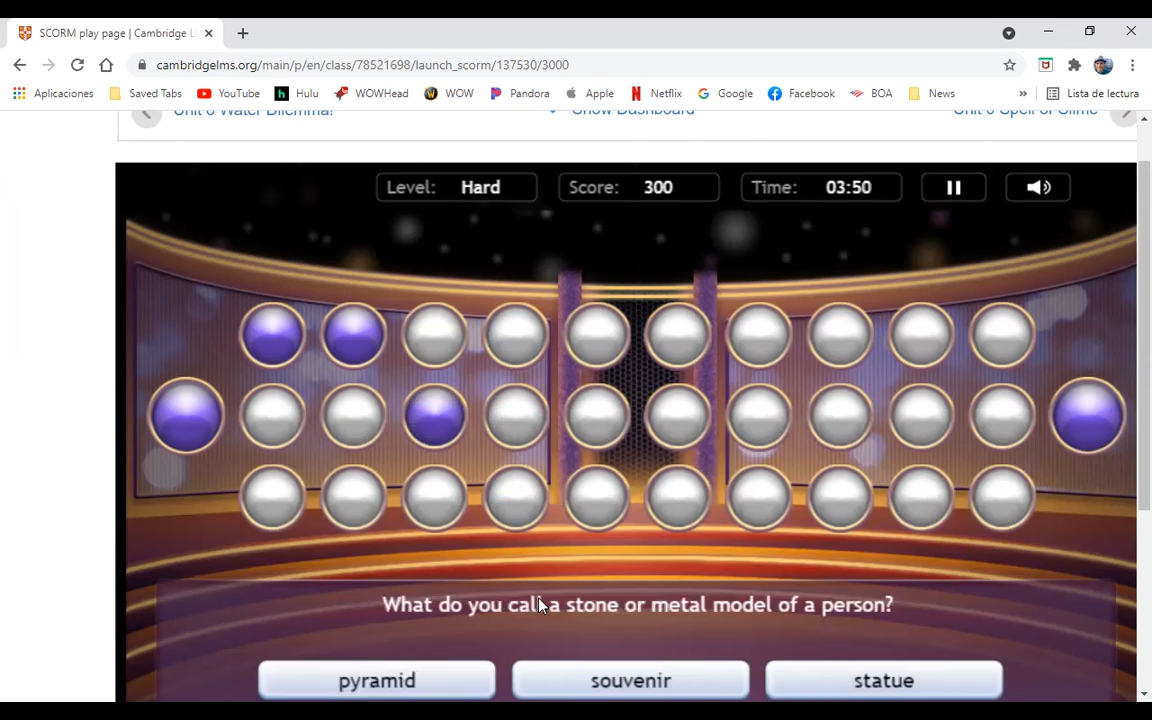 SCORM play page | Cambridge L
cambridgelms.org/main/p/en/class/78521698/launch_scorm/137530/3000
Aplicaciones Saved Tabs YouTube Hulu WOWHead WOW Pandora Apple Netflix Google Facebook BOA News » Lista de lectura
Unit 6 Water Dilemma! Show Dashboard Unit 6 Spell or Slime
Level: Hard Score: 300 Time: 03:50
What do you call a stone or metal model of a person?
pyramid souvenir statue